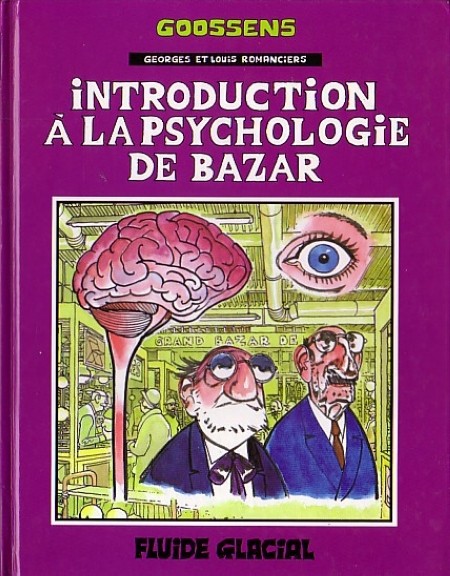 GOOSSENS
GEORGES ET LOUIS ROMANCIERS
iNTRODUCTiON
À LA PSYCHOLOGiE
DE BAZAR
GRAND BAZAR DE
FLUiDE GLACiAL